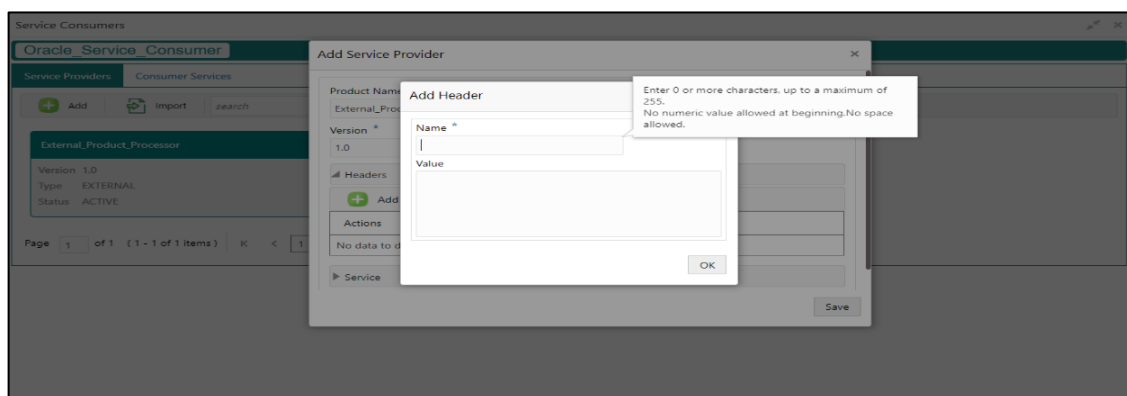 Service Consumers
Oracle_Service_Consumer
Service Providers Consumer Services
Add Import search
External_Product_Processor
Version 1.0
Type EXTERNAL
Status ACTIVE
Page 1 of 1 (1 - 1 of 1 items) K < 1
Add Service Provider
Product Name
External_Proc
Version *
1.0
Headers
Add
Actions
No data to d
Service
Save
Add Header
Name *
Value
OK
Enter 0 or more characters, up to a maximum of
255.
No numeric value allowed at beginning.No space
allowed.